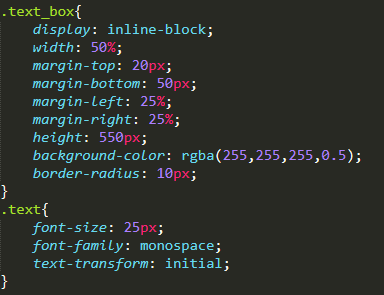 .text_box{
    display: inline-block;
    width: 50%;
    margin-top: 20px;
    margin-bottom: 50px;
    margin-left: 25%;
    margin-right: 25%;
    height: 550px;
    background-color: rgba(255,255,255,0.5);
    border-radius: 10px;
}
.text{
    font-size: 25px;
    font-family: monospace;
    text-transform: initial;
}